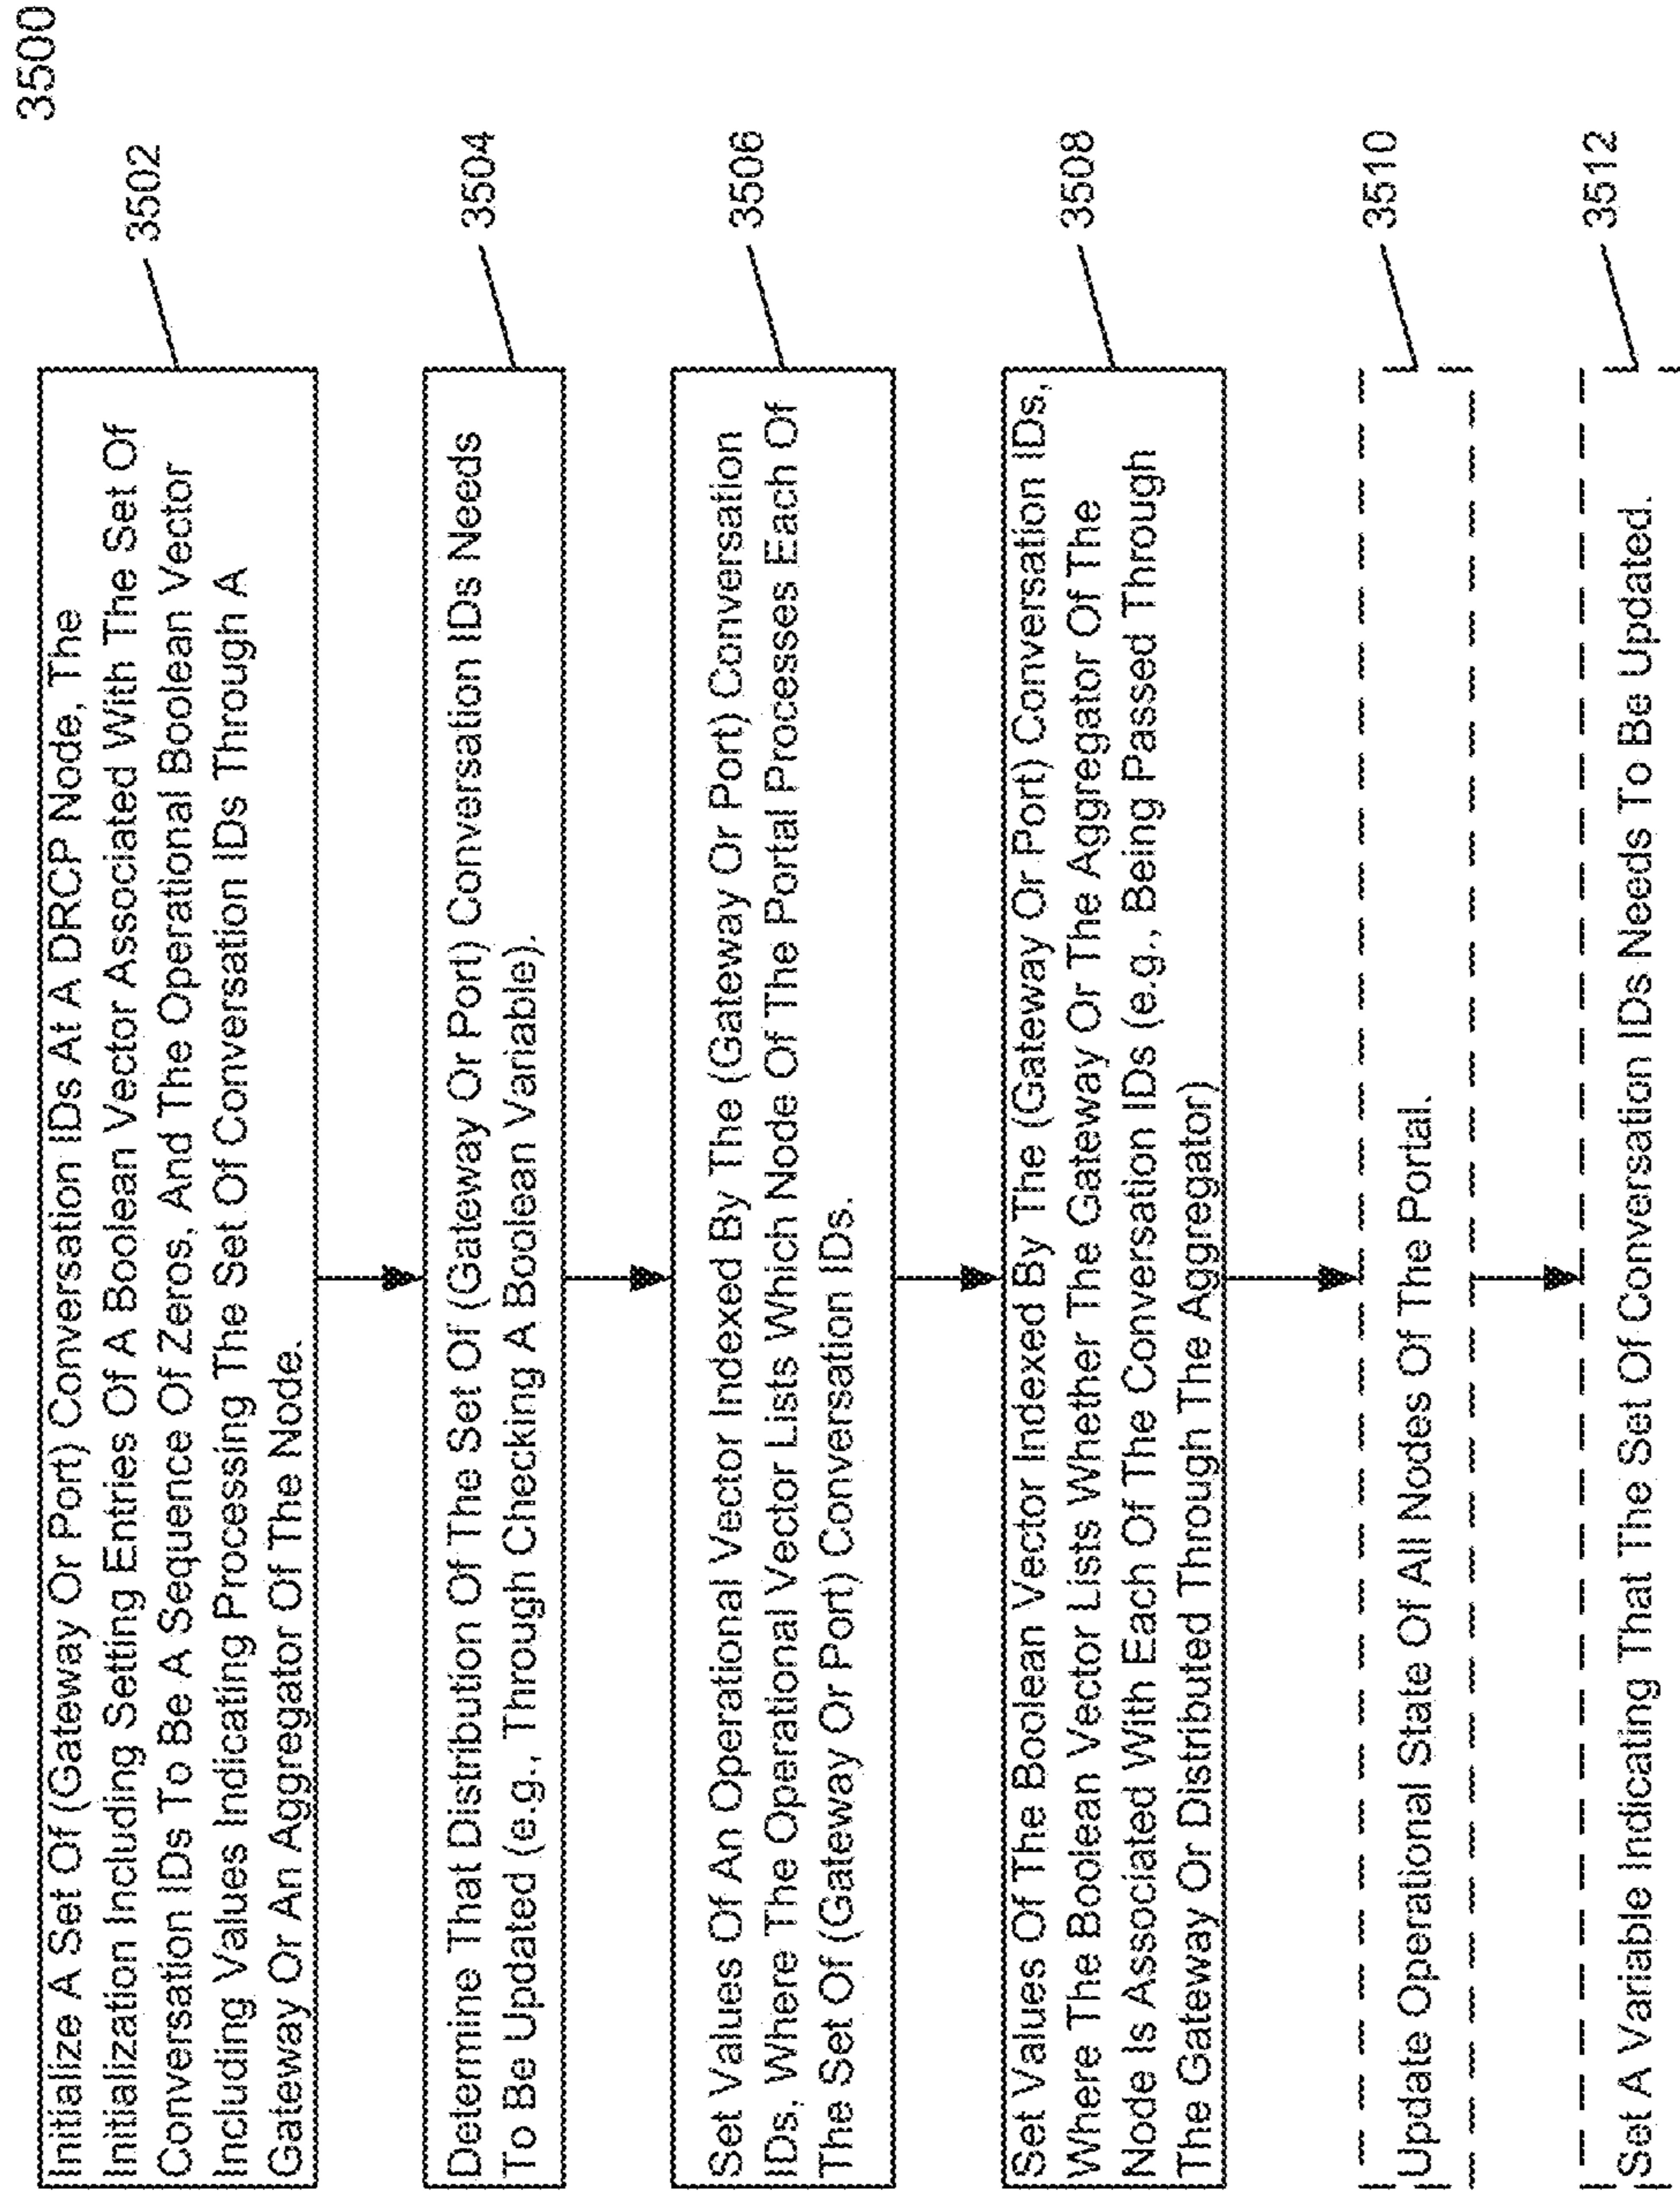 3500
Initialize A Set Of (Gateway Or Port) Conversation IDs At A DRCP Node, The
Initialization Including Setting Entries Of A Boolean Vector Associated With The Set Of
Conversation IDs To Be A Sequence Of Zeros, And The Operational Boolean Vector
Including Values Indicating Processing The Set Of Conversation IDs Through A
Gateway Or An Aggregator Of The Node.
3502
Determine That Distribution Of The Set Of (Gateway Or Port) Conversation IDs Needs
To Be Updated (e.g., Through Checking A Boolean Variable).
3504
Set Values Of An Operational Vector Indexed By The (Gateway Or Port) Conversation
IDs, Where The Operational Vector Lists Which Node Of The Portal Processes Each Of
The Set Of (Gateway Or Port) Conversation IDs.
3506
Set Values Of The Boolean Vector Indexed By The (Gateway Or Port) Conversation IDs,
Where The Boolean Vector Lists Whether The Gateway Or The Aggregator Of The
Node Is Associated With Each Of The Conversation IDs (e.g., Being Passed Through
The Gateway Or Distributed Through The Aggregator)
3508
Update Operational State Of All Nodes Of The Portal.
3510
Set A Variable Indicating That The Set Of Conversation IDs Needs To Be Updated.
3512